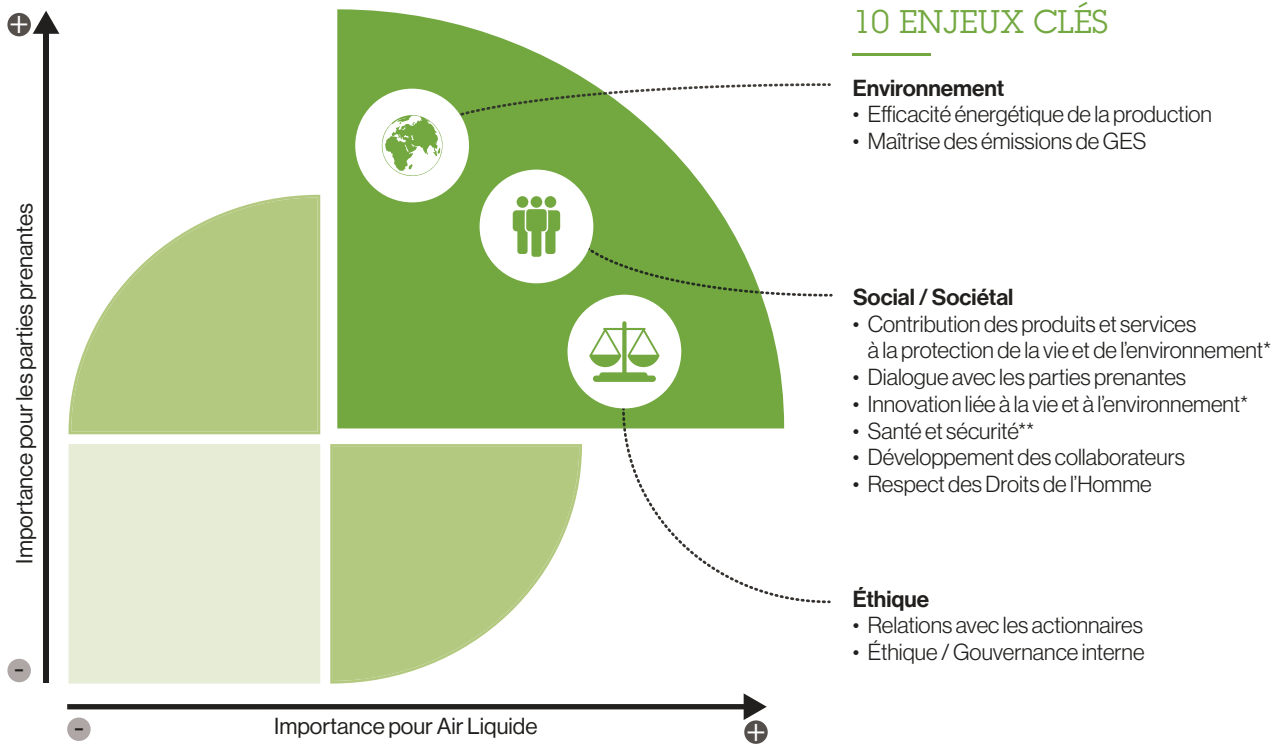 10 ENJEUX CLÉS
Environnement
• Efficacité énergétique de la production
• Maîtrise des émissions de GES
Social / Sociétal
• Contribution des produits et services
à la protection de la vie et de l'environnement*
• Dialogue avec les parties prenantes
• Innovation liée à la vie et à l'environnement*
• Santé et sécurité**
• Développement des collaborateurs
• Respect des Droits de l'Homme
Éthique
• Relations avec les actionnaires
• Éthique / Gouvernance interne
+
Importance pour les parties prenantes
-
-
Importance pour Air Liquide
+